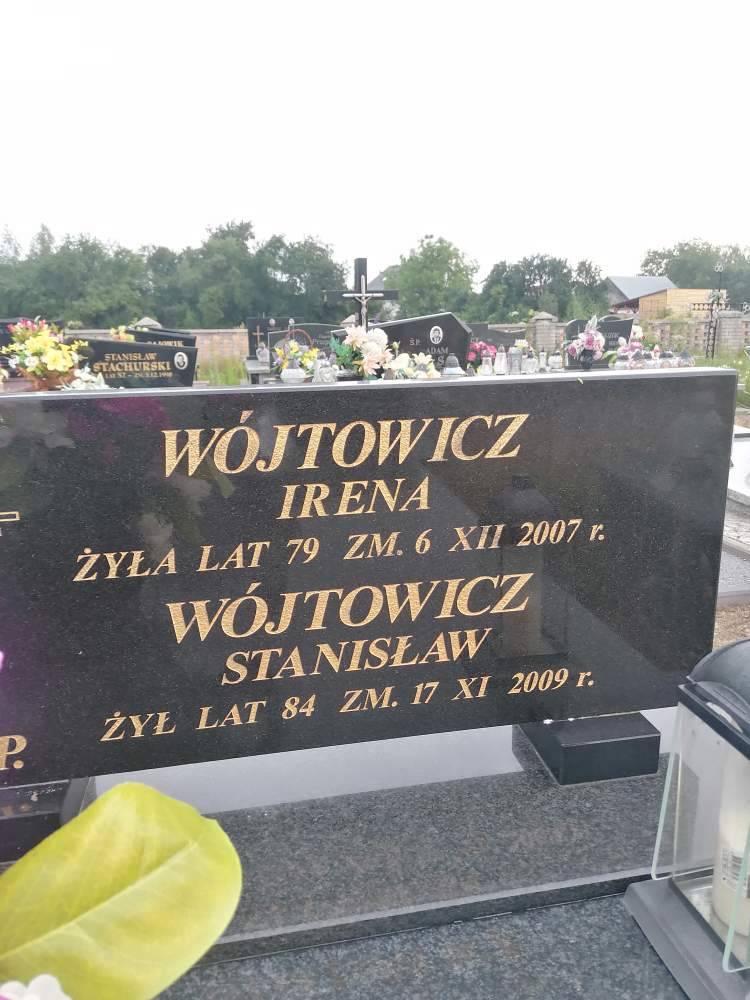 STANISŁAW
STACHURSKI
Ś.P.
ADAM
WÓJTOWICZ
IRENA
ŻYŁA LAT 79 ZM. 6 XII 2007 r.
WÓJTOWICZ
STANISŁAW
ŻYŁ LAT 84 ZM. 17 XI 2009 r.
P.